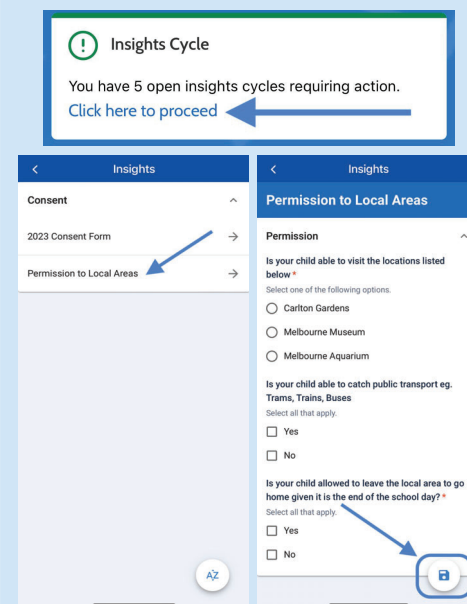 Insights Cycle
You have 5 open insights cycles requiring action.
Click here to proceed
Insights
Consent
2023 Consent Form
Permission to Local Areas
AZ
Insights
Permission to Local Areas
Permission
Is your child able to visit the locations listed
below *
Select one of the following options.
Carlton Gardens
Melbourne Museum
Melbourne Aquarium
Is your child able to catch public transport eg.
Trams, Trains, Buses
Select all that apply.
Yes
No
Is your child allowed to leave the local area to go
home given it is the end of the school day? *
Select all that apply.
Yes
No